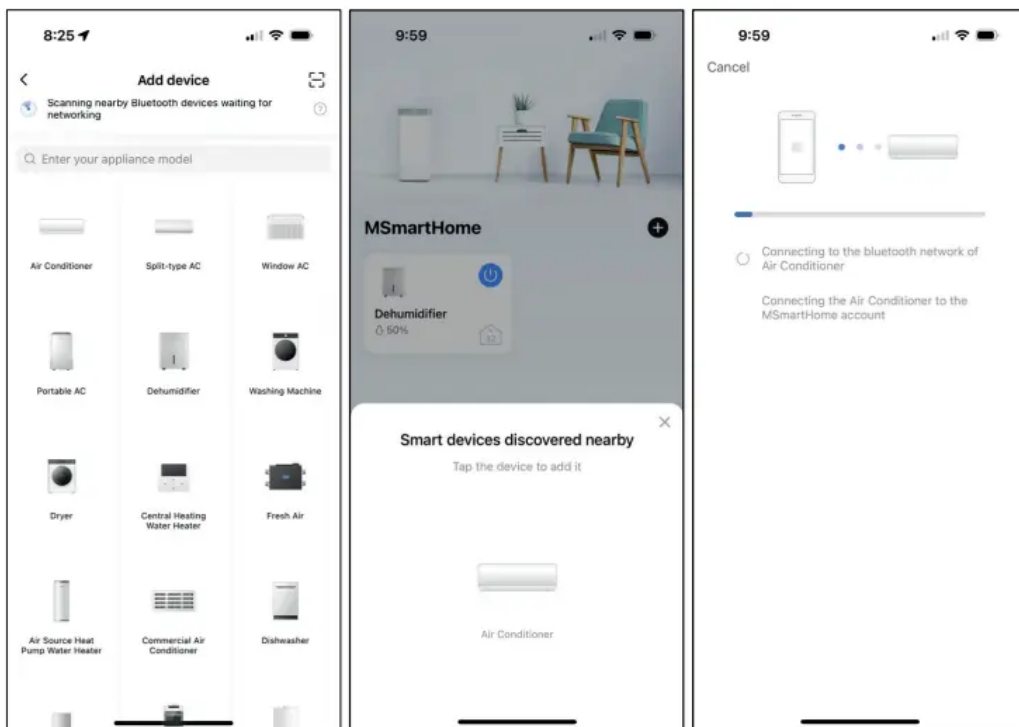 8:25
Add device
Scanning nearby Bluetooth devices waiting for
networking
Enter your appliance model
Air Conditioner
Split-type AC
Window AC
Portable AC
Dehumidifier
Washing Machine
Dryer
Central Heating
Water Heater
Fresh Air
Air Source Heat
Pump Water Heater
Commercial Air
Conditioner
Dishwasher
9:59
MSmartHome
Dehumidifier
50%
Smart devices discovered nearby
Tap the device to add it
Air Conditioner
9:59
Cancel
Connecting to the bluetooth network of
Air Conditioner
Connecting the Air Conditioner to the
MSmartHome account